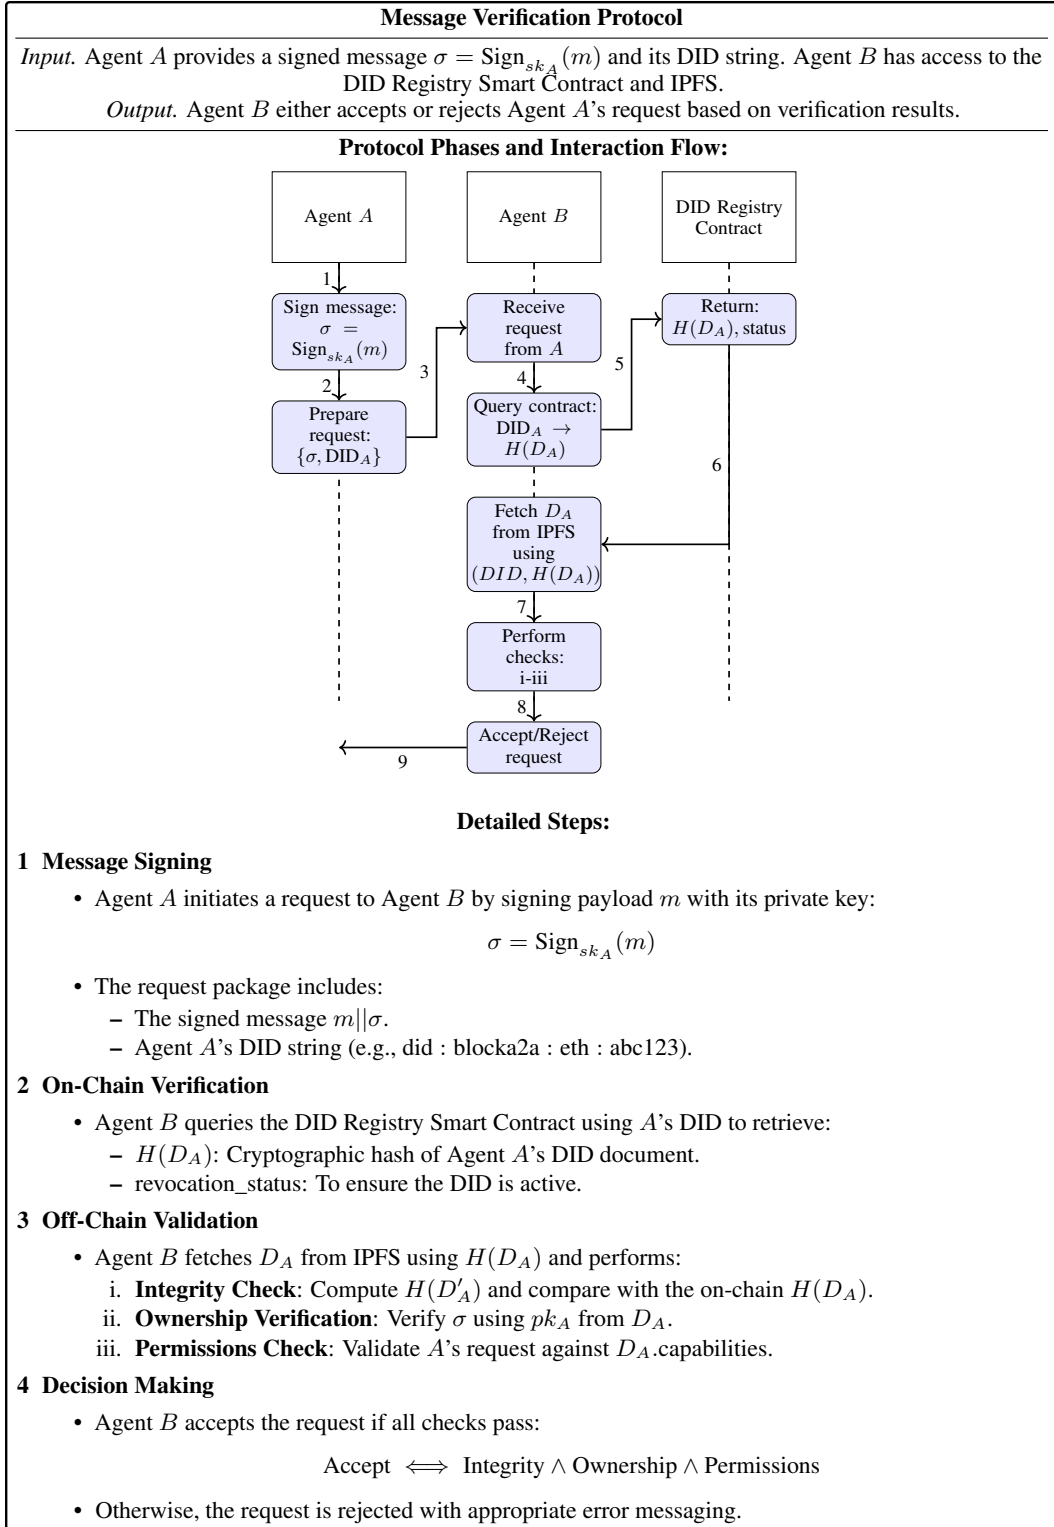 Message Verification Protocol
Input. Agent A provides a signed message σ = Sign_{sk_A}(m) and its DID string. Agent B has access to the
DID Registry Smart Contract and IPFS.
Output. Agent B either accepts or rejects Agent A's request based on verification results.
Protocol Phases and Interaction Flow:
Agent A
Agent B
DID Registry
Contract
1
Sign message:
σ =
Sign_{sk_A}(m)
2
Prepare
request:
{σ, DID_A}
3
Receive
request
from A
4
Query contract:
DID_A →
H(D_A)
5
Return:
H(D_A), status
6
Fetch D_A
from IPFS
using
(DID, H(D_A))
7
Perform
checks:
i-iii
8
Accept/Reject
request
9
Detailed Steps:
1 Message Signing
• Agent A initiates a request to Agent B by signing payload m with its private key:
σ = Sign_{sk_A}(m)
• The request package includes:
– The signed message m||σ.
– Agent A's DID string (e.g., did : blocka2a : eth : abc123).
2 On-Chain Verification
• Agent B queries the DID Registry Smart Contract using A's DID to retrieve:
– H(D_A): Cryptographic hash of Agent A's DID document.
– revocation_status: To ensure the DID is active.
3 Off-Chain Validation
• Agent B fetches D_A from IPFS using H(D_A) and performs:
i. Integrity Check: Compute H(D'_A) and compare with the on-chain H(D_A).
ii. Ownership Verification: Verify σ using pk_A from D_A.
iii. Permissions Check: Validate A's request against D_A.capabilities.
4 Decision Making
• Agent B accepts the request if all checks pass:
Accept ⟺ Integrity ∧ Ownership ∧ Permissions
• Otherwise, the request is rejected with appropriate error messaging.